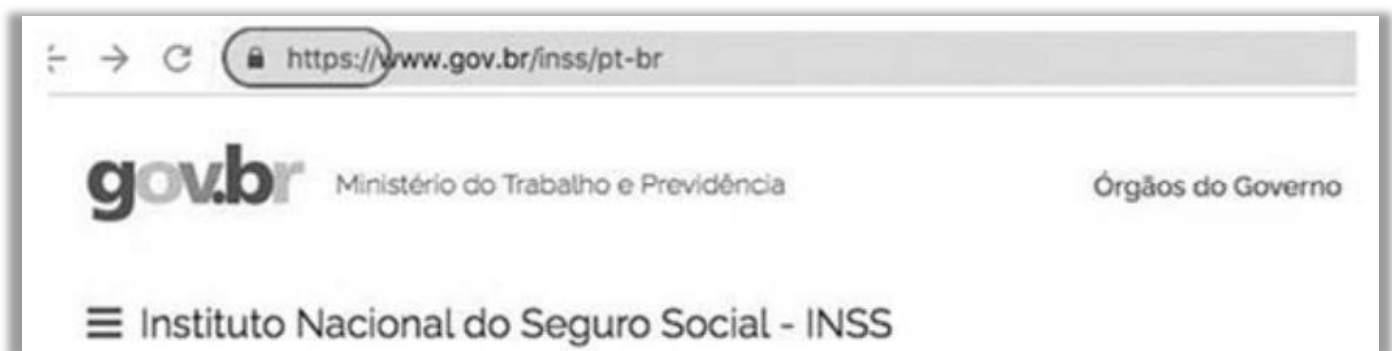 https://www.gov.br/inss/pt-br
gov.br Ministério do Trabalho e Previdência Órgãos do Governo
Instituto Nacional do Seguro Social - INSS